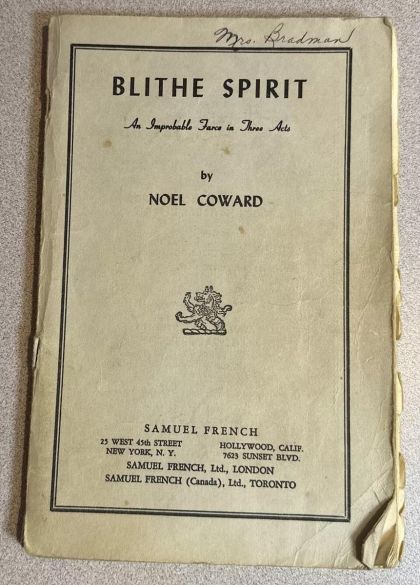 Mrs. Bradman
BLITHE SPIRIT
An Improbable Farce in Three Acts
by
NOEL COWARD
SAMUEL FRENCH
25 WEST 45th STREET HOLLYWOOD, CALIF.
NEW YORK, N. Y. 7623 SUNSET BLVD.
SAMUEL FRENCH, Ltd., LONDON
SAMUEL FRENCH (Canada), Ltd., TORONTO